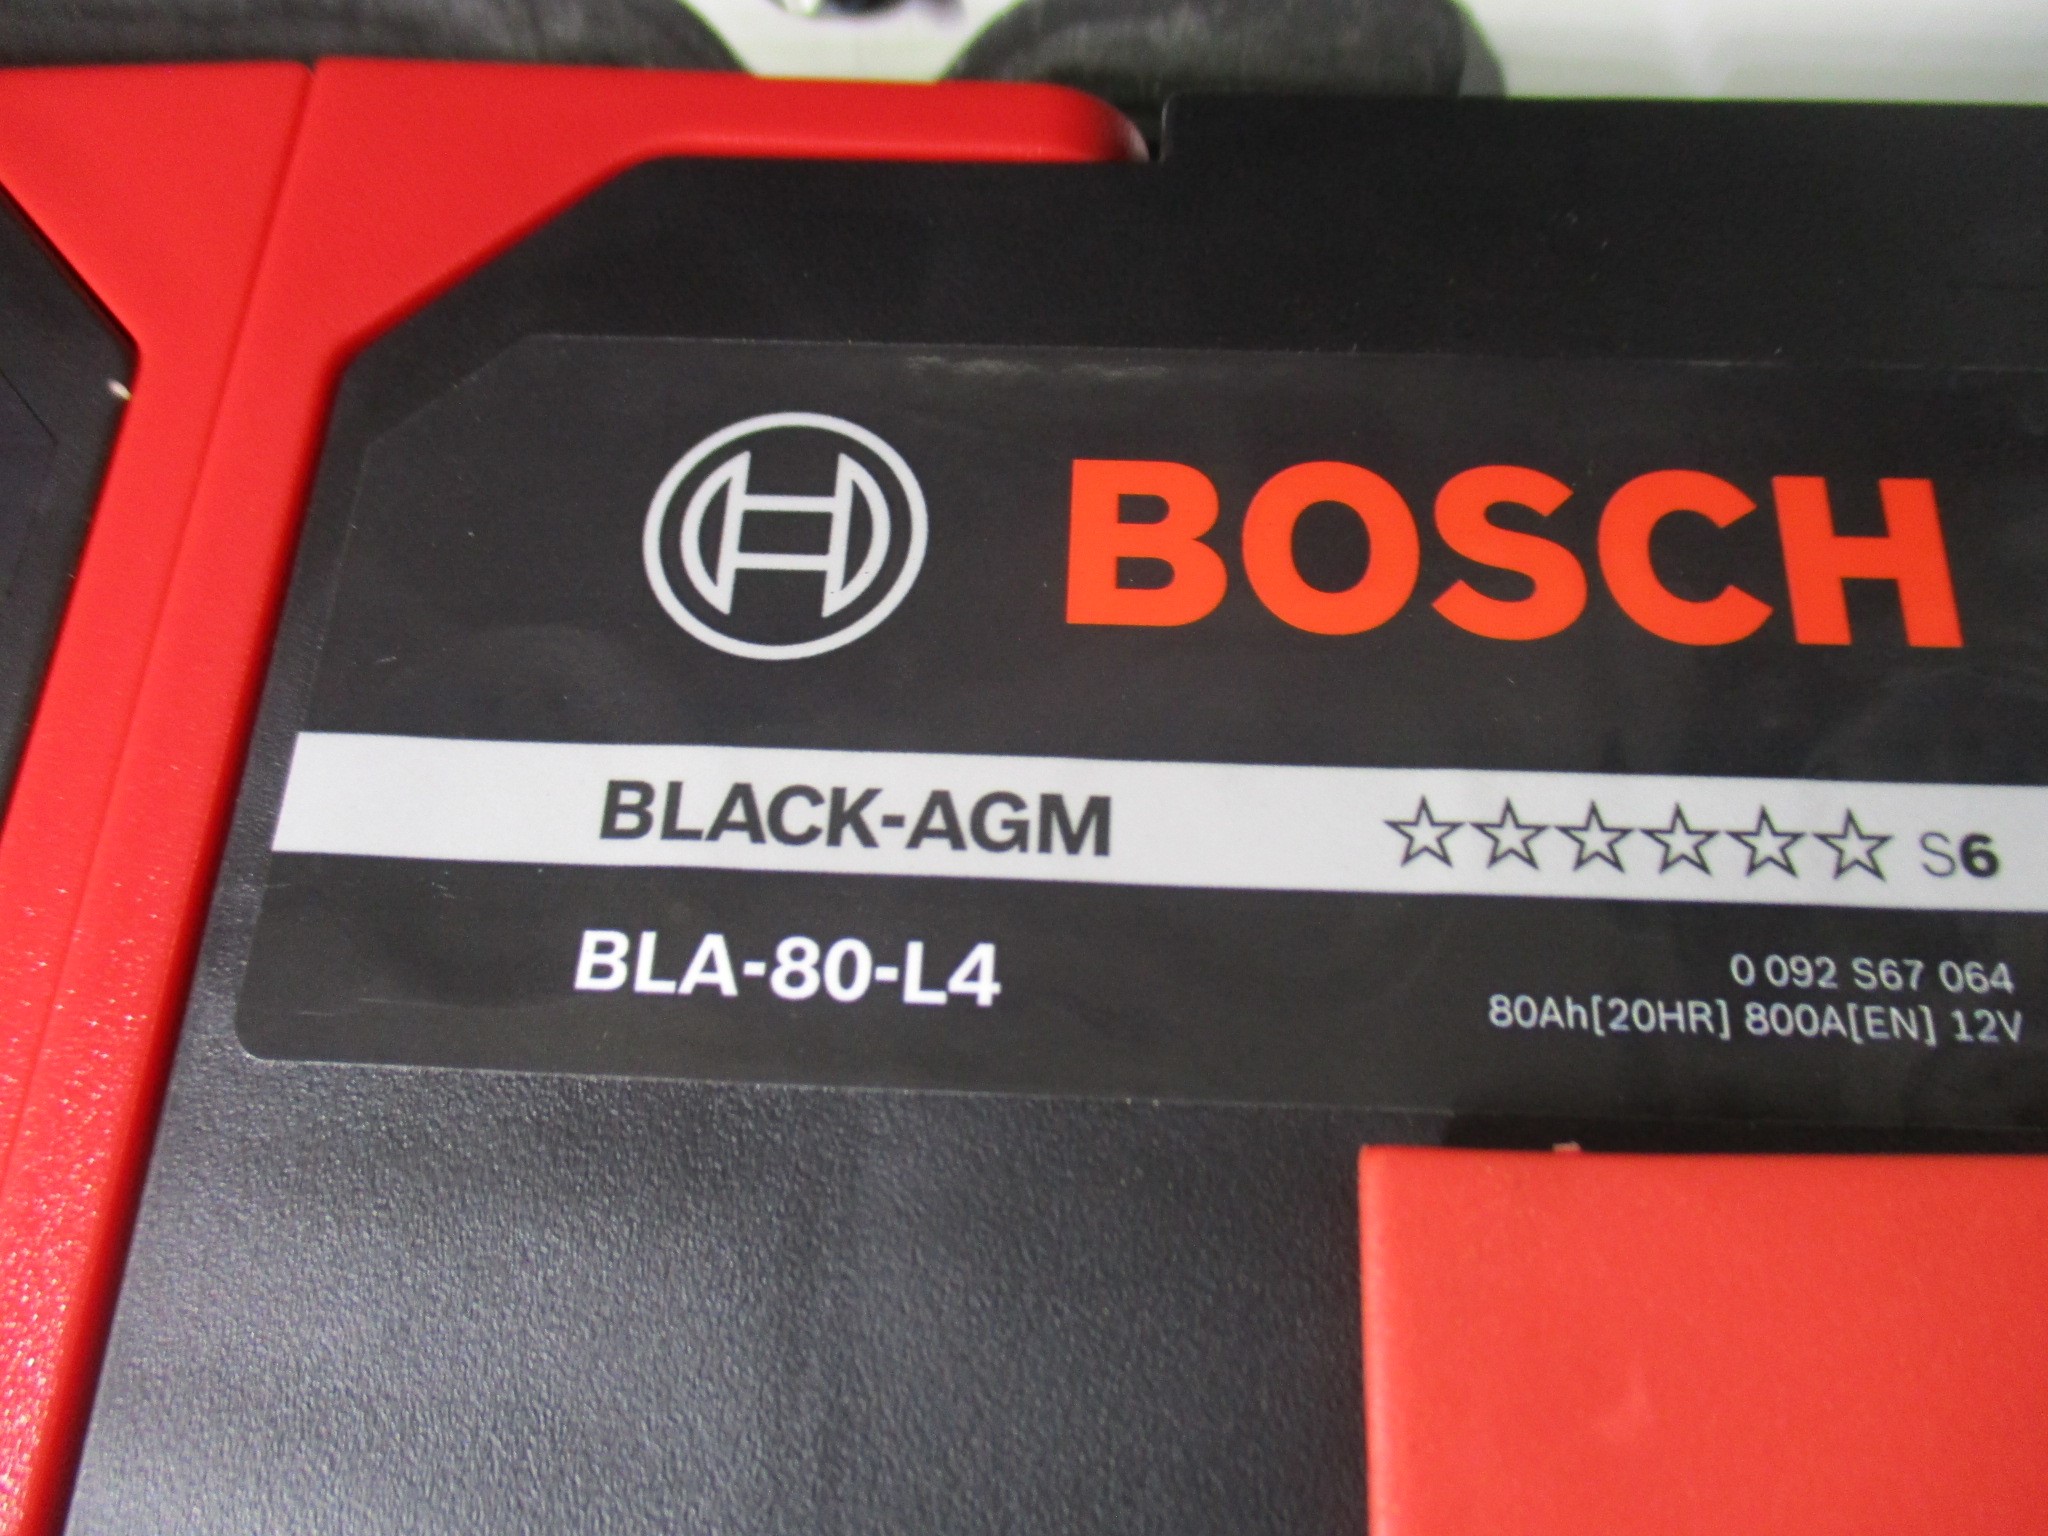 BOSCH
BLACK-AGM ☆☆☆☆☆☆ S6
BLA-80-L4
0 092 S67 064
80Ah[20HR] 800A[EN] 12V